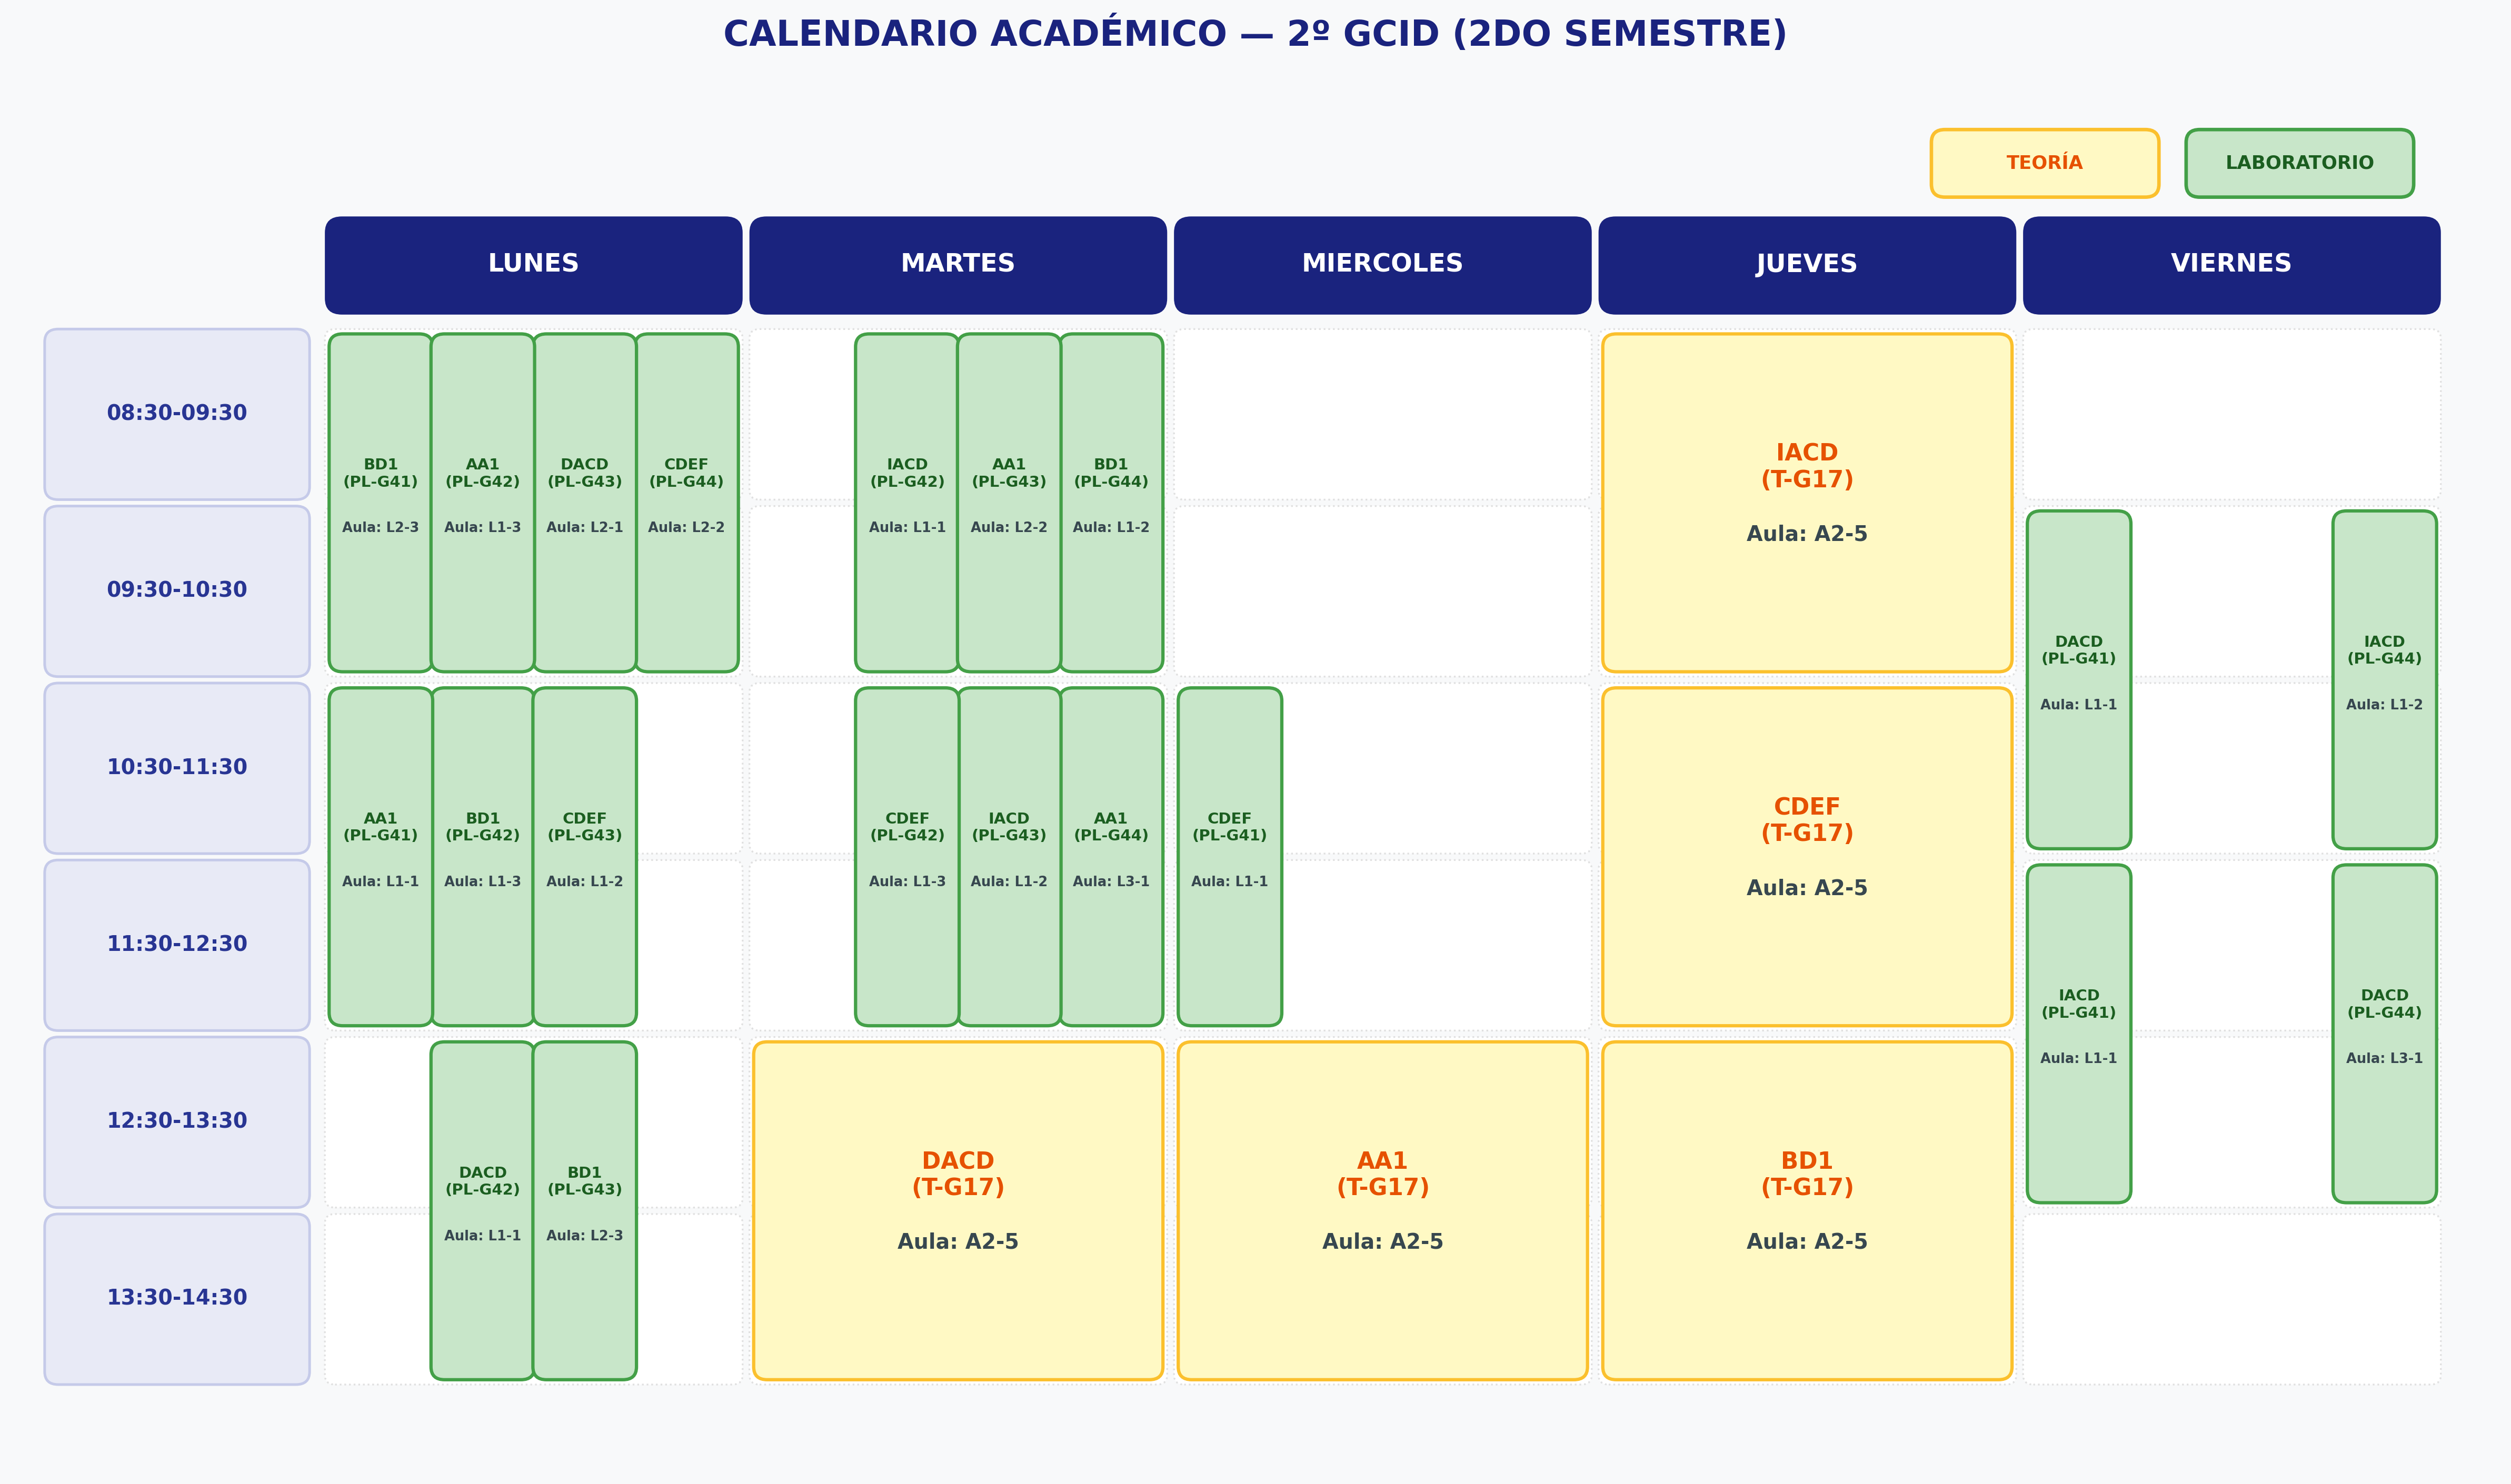 CALENDARIO ACADÉMICO — 2º GCID (2DO SEMESTRE)
TEORÍA
LABORATORIO
LUNES
MARTES
MIERCOLES
JUEVES
VIERNES
08:30-09:30
09:30-10:30
10:30-11:30
11:30-12:30
12:30-13:30
13:30-14:30
BD1
(PL-G41)
Aula: L2-3
AA1
(PL-G42)
Aula: L1-3
DACD
(PL-G43)
Aula: L2-1
CDEF
(PL-G44)
Aula: L2-2
AA1
(PL-G41)
Aula: L1-1
BD1
(PL-G42)
Aula: L1-3
CDEF
(PL-G43)
Aula: L1-2
DACD
(PL-G42)
Aula: L1-1
BD1
(PL-G43)
Aula: L2-3
IACD
(PL-G42)
Aula: L1-1
AA1
(PL-G43)
Aula: L2-2
BD1
(PL-G44)
Aula: L1-2
CDEF
(PL-G42)
Aula: L1-3
IACD
(PL-G43)
Aula: L1-2
AA1
(PL-G44)
Aula: L3-1
DACD
(T-G17)
Aula: A2-5
CDEF
(PL-G41)
Aula: L1-1
AA1
(T-G17)
Aula: A2-5
IACD
(T-G17)
Aula: A2-5
CDEF
(T-G17)
Aula: A2-5
BD1
(T-G17)
Aula: A2-5
DACD
(PL-G41)
Aula: L1-1
IACD
(PL-G44)
Aula: L1-2
IACD
(PL-G41)
Aula: L1-1
DACD
(PL-G44)
Aula: L3-1